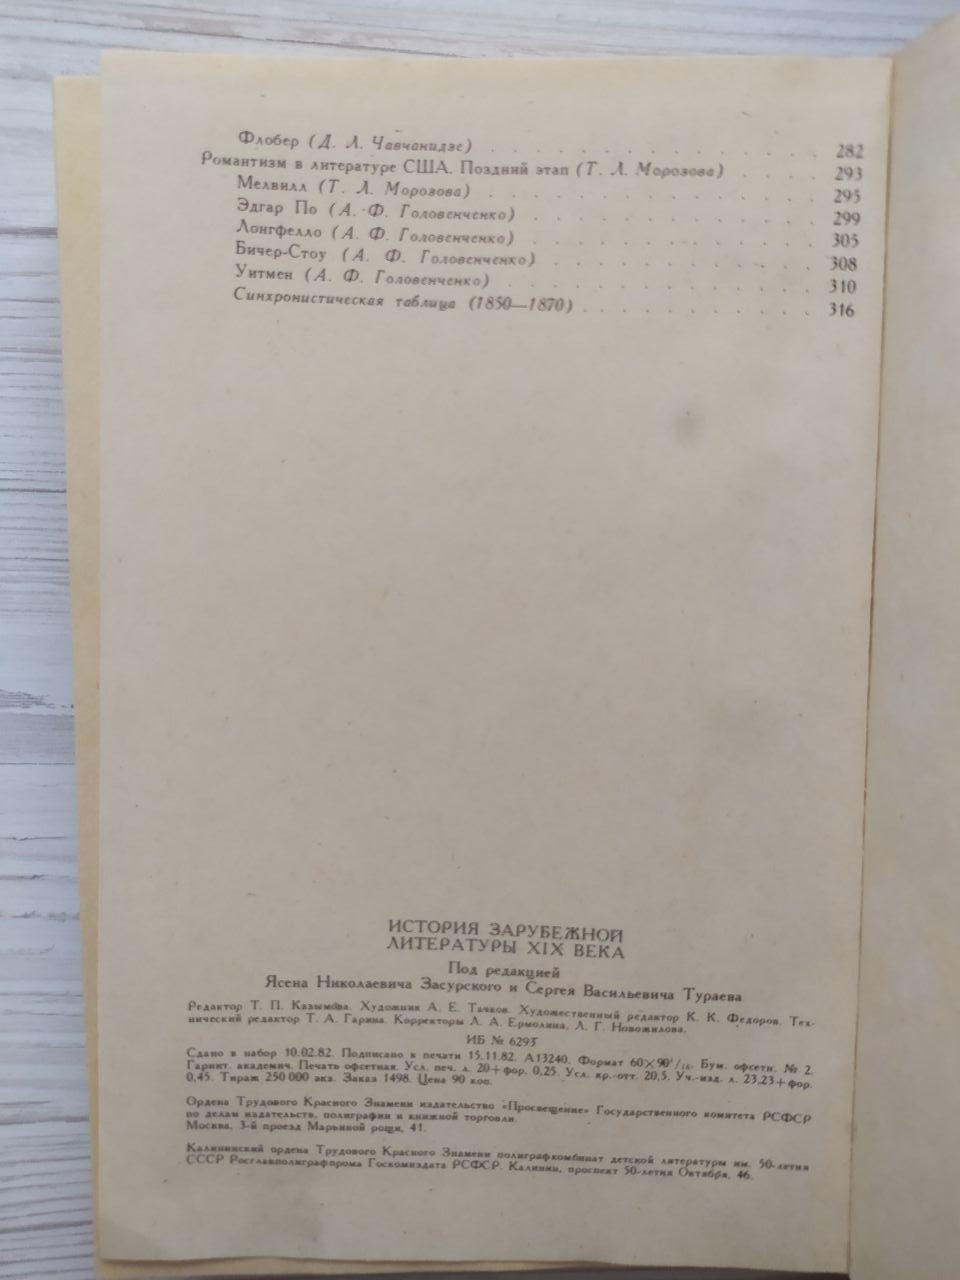 Флобер (Д. Л. Чавчанидзе) . . . . . . . . . . . . . . . 282
Романтизм в литературе США. Поздний этап (Т. Л. Морозова) . . . . 293
Мелвилл (Т. Л. Морозова) . . . . . . . . . . . . . . . 295
Эдгар По (А. Ф. Головенченко) . . . . . . . . . . . . . 299
Лонгфелло (А. Ф. Головенченко) . . . . . . . . . . . . . 305
Бичер-Стоу (А. Ф. Головенченко) . . . . . . . . . . . . 308
Уитмен (А. Ф. Головенченко) . . . . . . . . . . . . . . 310
Синхронистическая таблица (1850—1870) . . . . . . . . . . 316
ИСТОРИЯ ЗАРУБЕЖНОЙ
ЛИТЕРАТУРЫ XIX ВЕКА
Под редакцией
Ясена Николаевича Засурского и Сергея Васильевича Тураева
Редактор Т. П. Казымова. Художник А. Е. Тачков. Художественный редактор К. К. Федоров. Тех-
нический редактор Т. А. Гарина. Корректоры Л. А. Ермолина, Л. Г. Новожилова.
ИБ № 6295
Сдано в набор 10.02.82. Подписано к печати 15.11.82. А13240. Формат 60×90¹/₁₆. Бум. офсетн. № 2.
Гарнит. академич. Печать офсетная. Усл. печ. л. 20+фор. 0,25. Усл. кр.-отт. 20,5. Уч.-изд. л. 23,23+фор.
0,45. Тираж 250 000 экз. Заказ 1498. Цена 90 коп.
Ордена Трудового Красного Знамени издательство «Просвещение» Государственного комитета РСФСР
по делам издательств, полиграфии и книжной торговли.
Москва, 3-й проезд Марьиной рощи, 41.
Калининский ордена Трудового Красного Знамени полиграфкомбинат детской литературы им. 50-летия
СССР Росглавполиграфпрома Госкомиздата РСФСР. Калинин, проспект 50-летия Октября, 46.